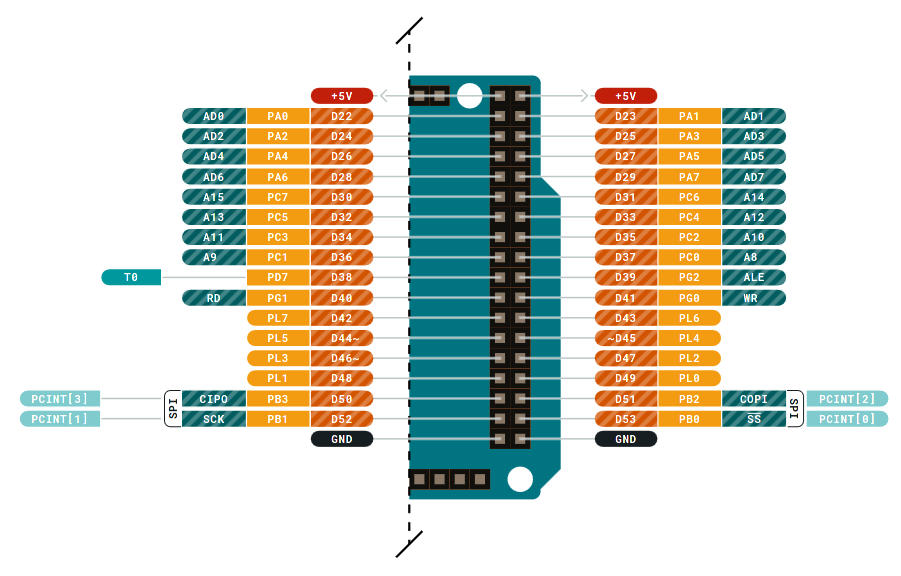 +5V +5V
AD0 PA0 D22 D23 PA1 AD1
AD2 PA2 D24 D25 PA3 AD3
AD4 PA4 D26 D27 PA5 AD5
AD6 PA6 D28 D29 PA7 AD7
A15 PC7 D30 D31 PC6 A14
A13 PC5 D32 D33 PC4 A12
A11 PC3 D34 D35 PC2 A10
A9 PC1 D36 D37 PC0 A8
T0 PD7 D38 D39 PG2 ALE
RD PG1 D40 D41 PG0 WR
PL7 D42 D43 PL6
PL5 D44~ ~D45 PL4
PL3 D46~ D47 PL2
PL1 D48 D49 PL0
PCINT[3] SPI CIPO PB3 D50 D51 PB2 COPI SPI PCINT[2]
PCINT[1] SCK PB1 D52 D53 PB0 SS PCINT[0]
GND GND